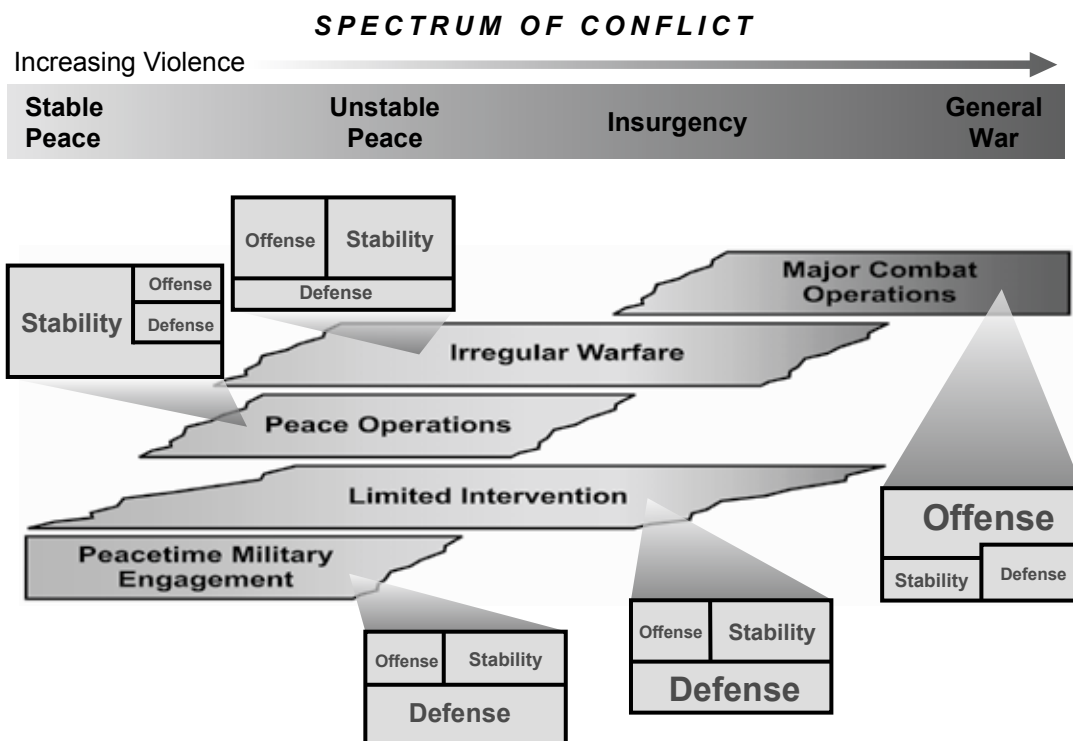 SPECTRUM OF CONFLICT
Increasing Violence
Stable
Peace
Unstable
Peace
Insurgency
General
War
Offense
Stability
Defense
Stability
Offense
Defense
Major Combat
Operations
Irregular Warfare
Peace Operations
Limited Intervention
Peacetime Military
Engagement
Offense
Stability
Defense
Offense
Stability
Defense
Offense
Stability
Defense